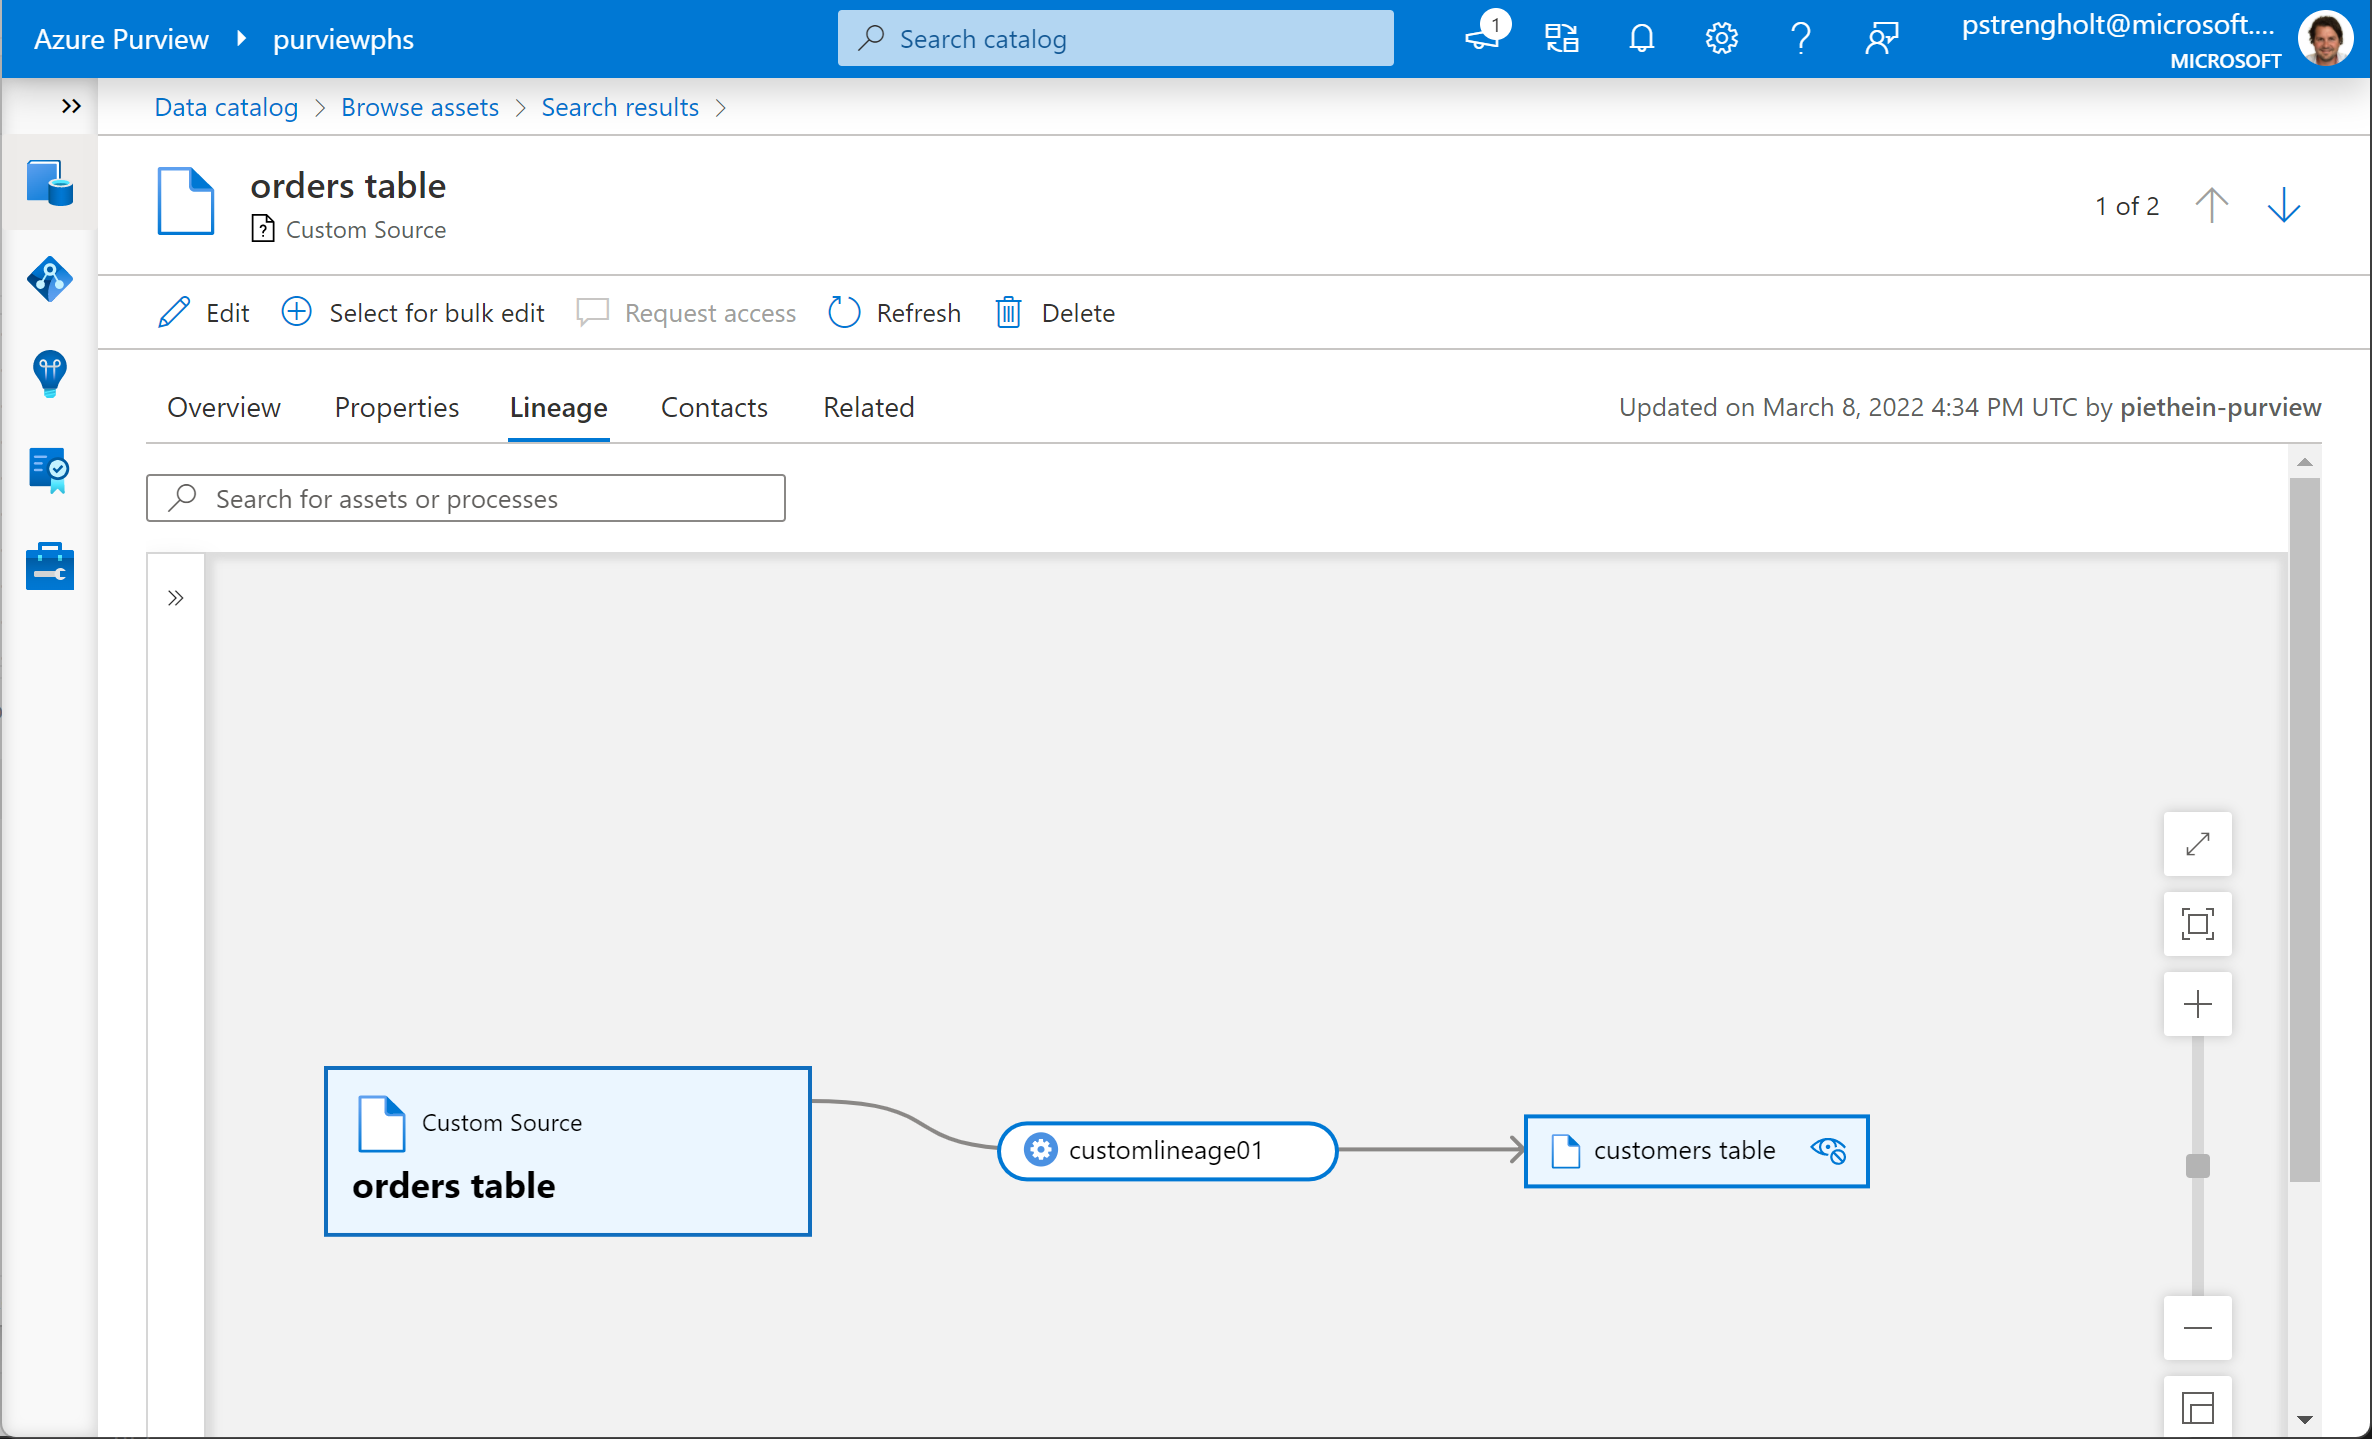 Azure Purview purviewphs Search catalog 1 pstrengholt@microsoft....
MICROSOFT
Data catalog Browse assets Search results
orders table
Custom Source
1 of 2
Edit Select for bulk edit Request access Refresh Delete
Overview Properties Lineage Contacts Related Updated on March 8, 2022 4:34 PM UTC by piethein-purview
Search for assets or processes
Custom Source
orders table
customlineage01
customers table